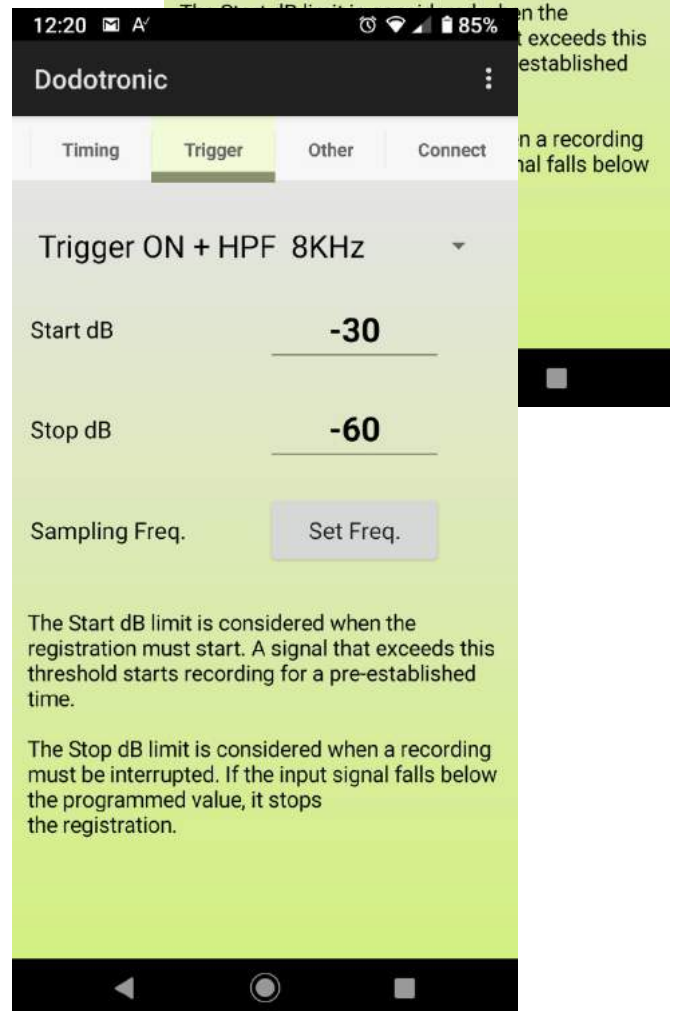 12:20 85%
Dodotronic
Timing Trigger Other Connect
Trigger ON + HPF 8KHz
Start dB -30
Stop dB -60
Sampling Freq. Set Freq.
The Start dB limit is considered when the
registration must start. A signal that exceeds this
threshold starts recording for a pre-established
time.
The Stop dB limit is considered when a recording
must be interrupted. If the input signal falls below
the programmed value, it stops
the registration.
en the
t exceeds this
established
n a recording
nal falls below